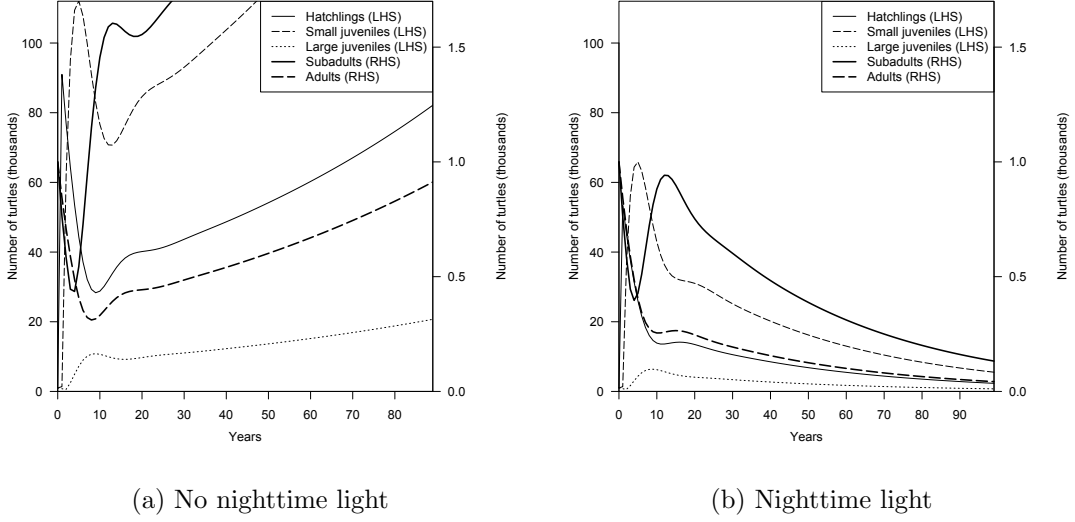 Hatchlings (LHS)
Small juveniles (LHS)
Large juveniles (LHS)
Subadults (RHS)
Adults (RHS)
Number of turtles (thousands)
100
80
60
40
20
0
1.5
1.0
0.5
0.0
Number of turtles (thousands)
0 10 20 30 40 50 60 70 80
Years
(a) No nighttime light
Hatchlings (LHS)
Small juveniles (LHS)
Large juveniles (LHS)
Subadults (RHS)
Adults (RHS)
Number of turtles (thousands)
100
80
60
40
20
0
1.5
1.0
0.5
0.0
Number of turtles (thousands)
0 10 20 30 40 50 60 70 80 90
Years
(b) Nighttime light